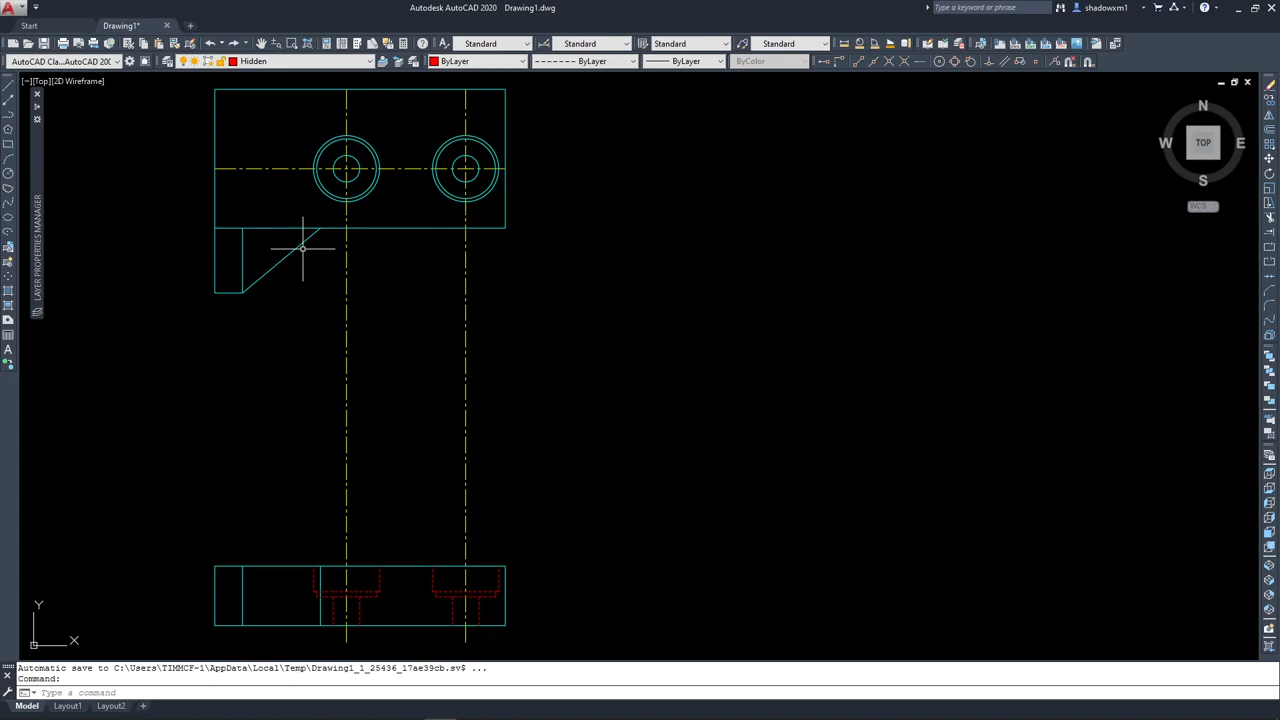 Autodesk AutoCAD 2020 Drawing1.dwg
Type a keyword or phrase
shadowxm1
Start
Drawing1*
Standard
Standard
Standard
Standard
AutoCAD Cla...AutoCAD 200
Hidden
ByLayer
ByLayer
ByLayer
ByColor
[−][Top][2D Wireframe]
N
W
TOP
E
S
WCS
LAYER PROPERTIES MANAGER
Y
X
Automatic save to C:\Users\TIMMCF~1\AppData\Local\Temp\Drawing1_1_25436_17ae39cb.sv$ ...
Command:
Type a command
Model
Layout1
Layout2